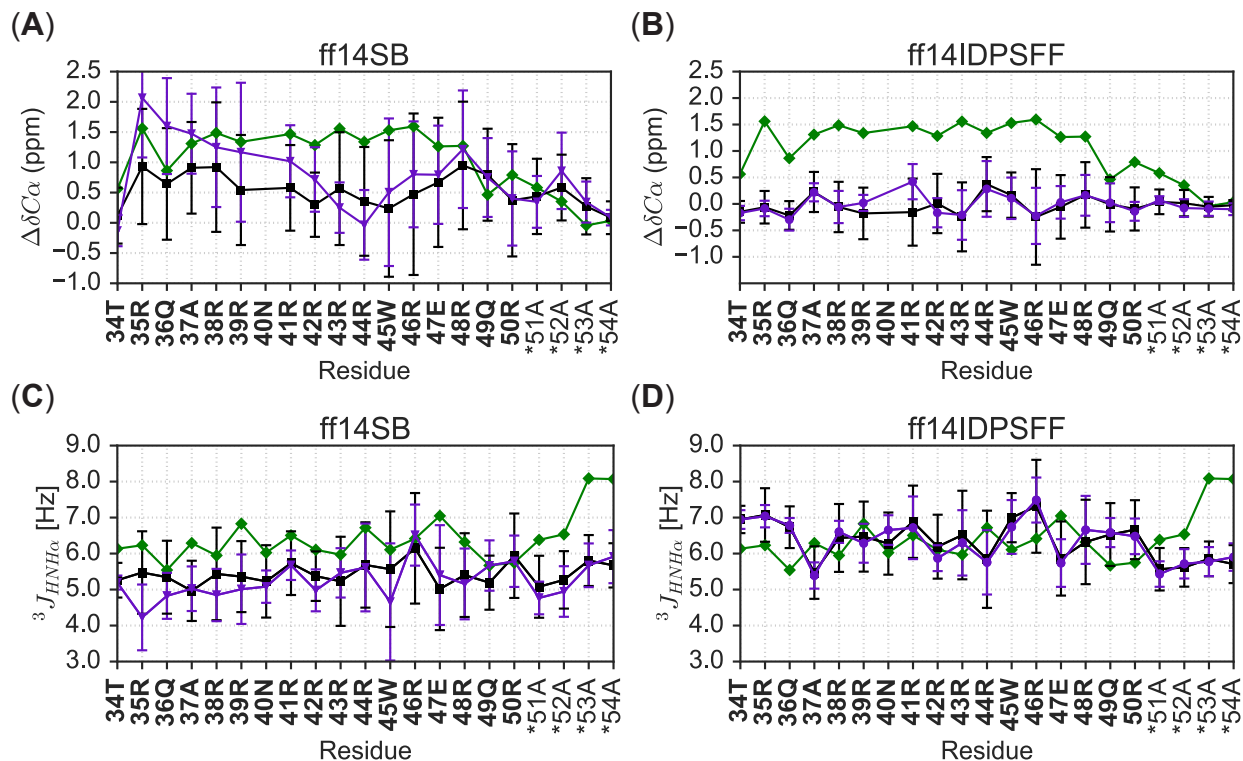 (A)
ff14SB
ΔδCα (ppm)
2.5
2.0
1.5
1.0
0.5
0.0
−0.5
−1.0
34T 35R 36Q 37A 38R 39R 40N 41R 42R 43R 44R 45W 46R 47E 48R 49Q 50R *51A *52A *53A *54A
Residue
(B)
ff14IDPSFF
ΔδCα (ppm)
2.5
2.0
1.5
1.0
0.5
0.0
−0.5
−1.0
34T 35R 36Q 37A 38R 39R 40N 41R 42R 43R 44R 45W 46R 47E 48R 49Q 50R *51A *52A *53A *54A
Residue
(C)
ff14SB
³J_HNHα [Hz]
9.0
8.0
7.0
6.0
5.0
4.0
3.0
34T 35R 36Q 37A 38R 39R 40N 41R 42R 43R 44R 45W 46R 47E 48R 49Q 50R *51A *52A *53A *54A
Residue
(D)
ff14IDPSFF
³J_HNHα [Hz]
9.0
8.0
7.0
6.0
5.0
4.0
3.0
34T 35R 36Q 37A 38R 39R 40N 41R 42R 43R 44R 45W 46R 47E 48R 49Q 50R *51A *52A *53A *54A
Residue